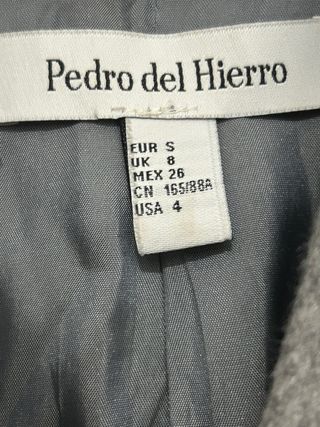 Pedro del Hierro
EUR S
UK 8
MEX 26
CN 165/88A
USA 4